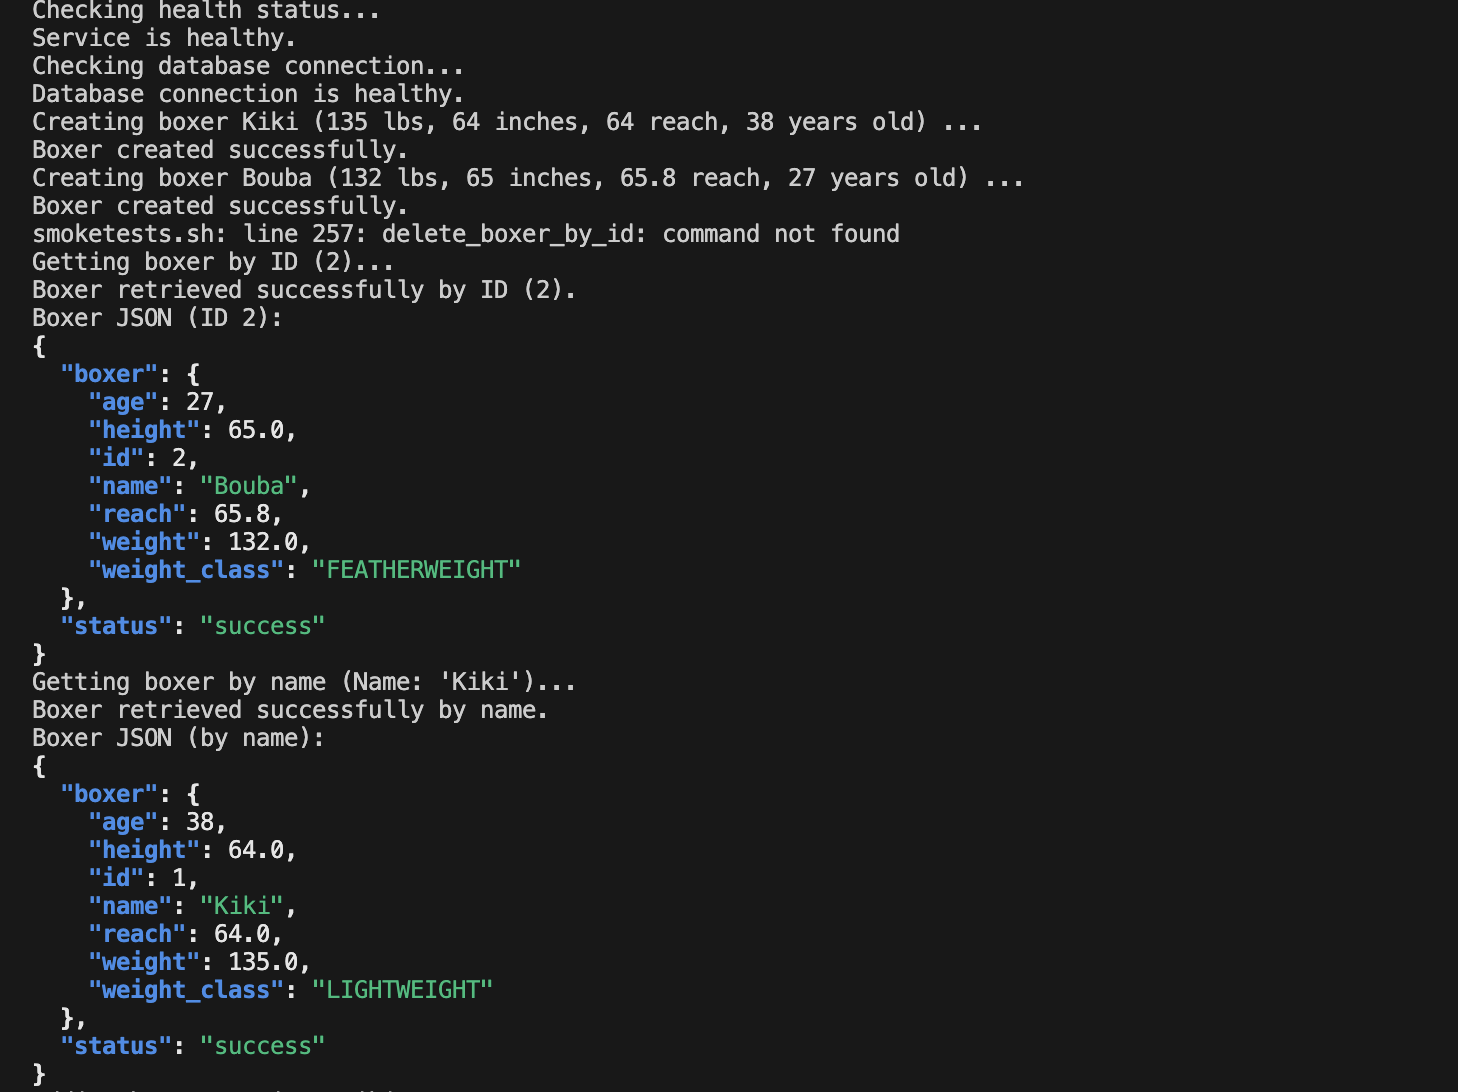 Checking health status...
Service is healthy.
Checking database connection...
Database connection is healthy.
Creating boxer Kiki (135 lbs, 64 inches, 64 reach, 38 years old) ...
Boxer created successfully.
Creating boxer Bouba (132 lbs, 65 inches, 65.8 reach, 27 years old) ...
Boxer created successfully.
smoketests.sh: line 257: delete_boxer_by_id: command not found
Getting boxer by ID (2)...
Boxer retrieved successfully by ID (2).
Boxer JSON (ID 2):
{
  "boxer": {
    "age": 27,
    "height": 65.0,
    "id": 2,
    "name": "Bouba",
    "reach": 65.8,
    "weight": 132.0,
    "weight_class": "FEATHERWEIGHT"
  },
  "status": "success"
}
Getting boxer by name (Name: 'Kiki')...
Boxer retrieved successfully by name.
Boxer JSON (by name):
{
  "boxer": {
    "age": 38,
    "height": 64.0,
    "id": 1,
    "name": "Kiki",
    "reach": 64.0,
    "weight": 135.0,
    "weight_class": "LIGHTWEIGHT"
  },
  "status": "success"
}